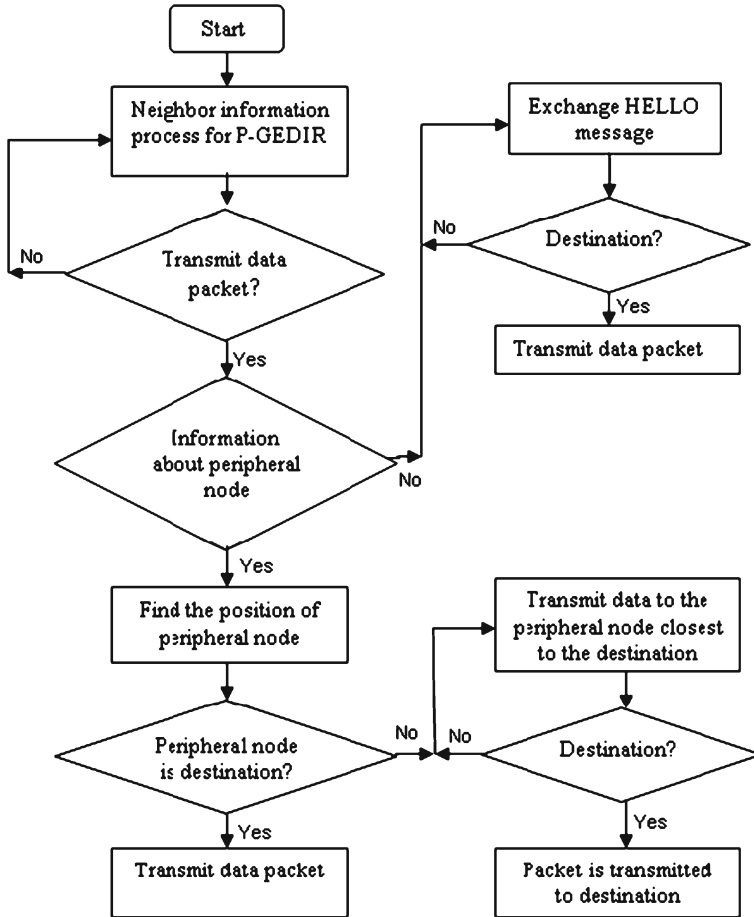 Start
Neighbor information
process for P-GEDIR
No
Transmit data
packet?
Yes
Information
about peripheral
node
No
Yes
Find the position of
peripheral node
Peripheral node
is destination?
No
Yes
Transmit data packet
Exchange HELLO
message
No
Destination?
Yes
Transmit data packet
Transmit data to the
peripheral node closest
to the destination
No
Destination?
Yes
Packet is transmitted
to destination